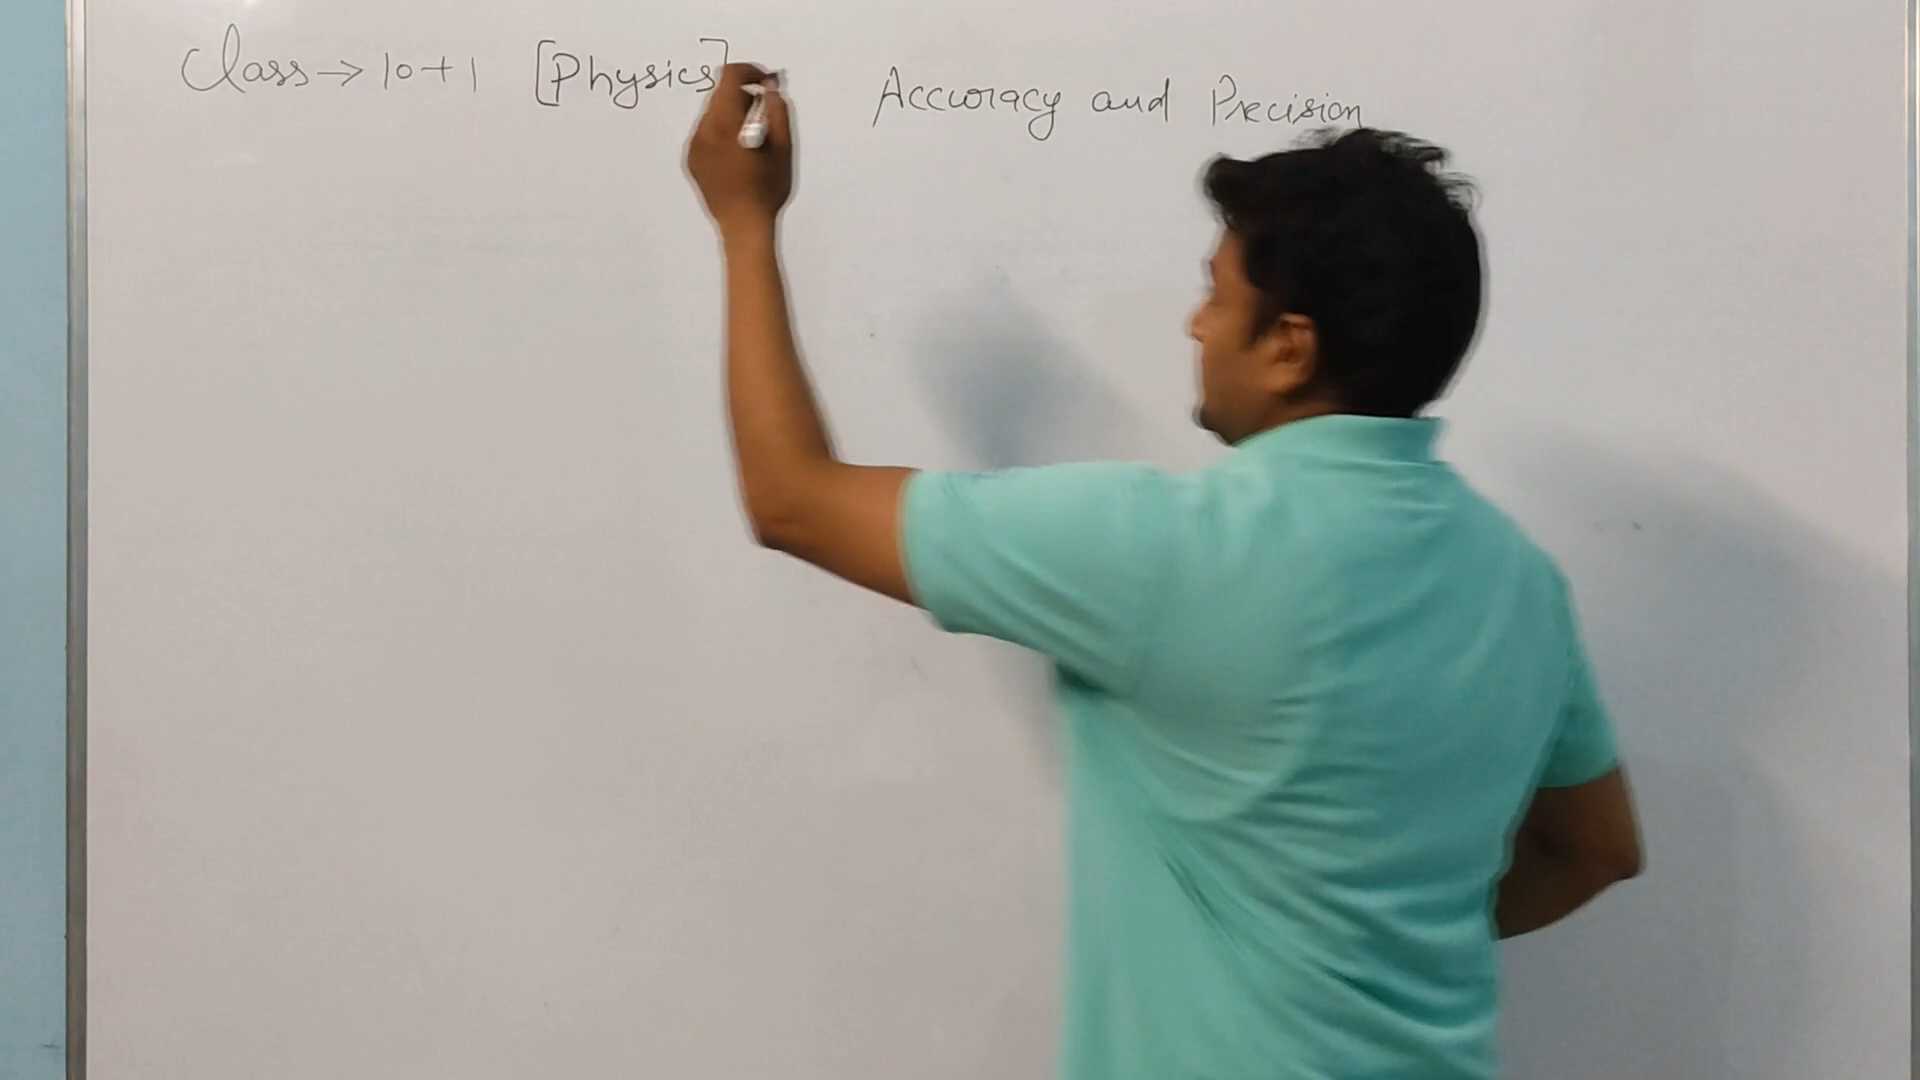 Class → 10+1 [Physics] Accuracy and Precision